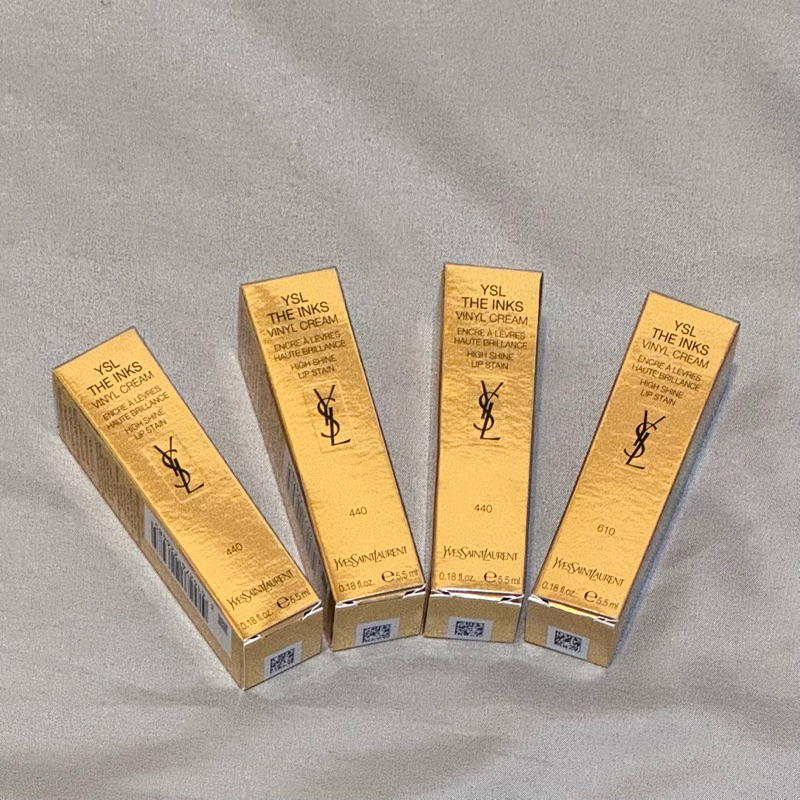 YSL
THE INKS
VINYL CREAM
ENCRE À LÈVRES
HAUTE BRILLANCE
HIGH SHINE
LIP STAIN
YSL
440
YVESSAINTLAURENT
0.18 fl.oz. e 5.5 ml
YSL
THE INKS
VINYL CREAM
ENCRE À LÈVRES
HAUTE BRILLANCE
HIGH SHINE
LIP STAIN
YSL
440
YVESSAINTLAURENT
0.18 fl.oz. e 5.5 ml
YSL
THE INKS
VINYL CREAM
ENCRE À LÈVRES
HAUTE BRILLANCE
HIGH SHINE
LIP STAIN
YSL
440
YVESSAINTLAURENT
0.18 fl.oz. e 5.5 ml
YSL
THE INKS
VINYL CREAM
ENCRE À LÈVRES
HAUTE BRILLANCE
HIGH SHINE
LIP STAIN
YSL
610
YVESSAINTLAURENT
0.18 fl.oz. e 5.5 ml